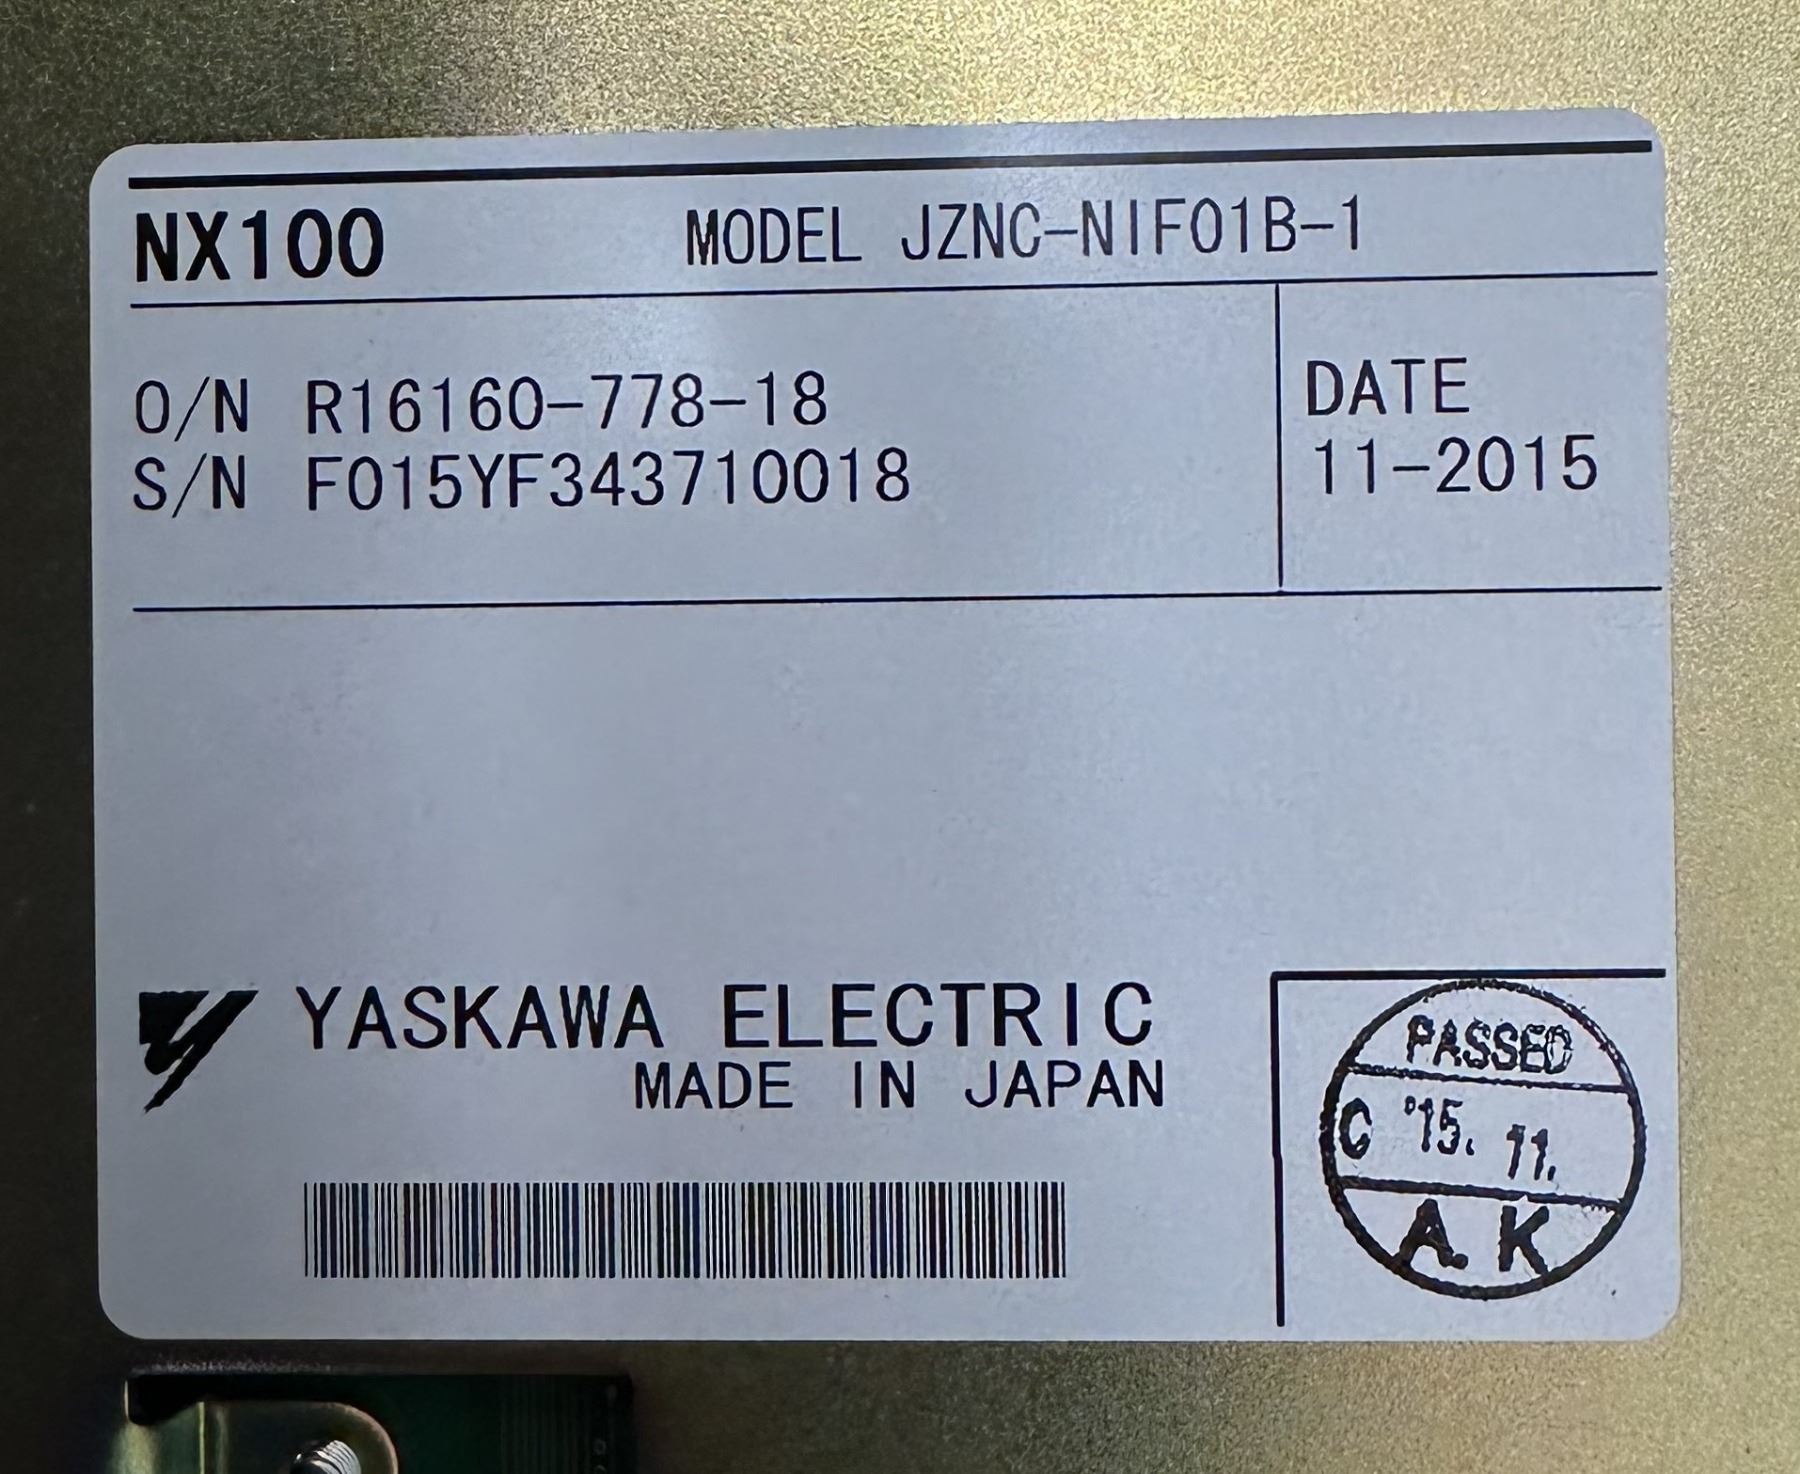 NX100 MODEL JZNC-NIF01B-1
O/N R16160-778-18
S/N F015YF343710018
DATE
11-2015
YASKAWA ELECTRIC
MADE IN JAPAN
PASSED
C '15. 11.
A. K